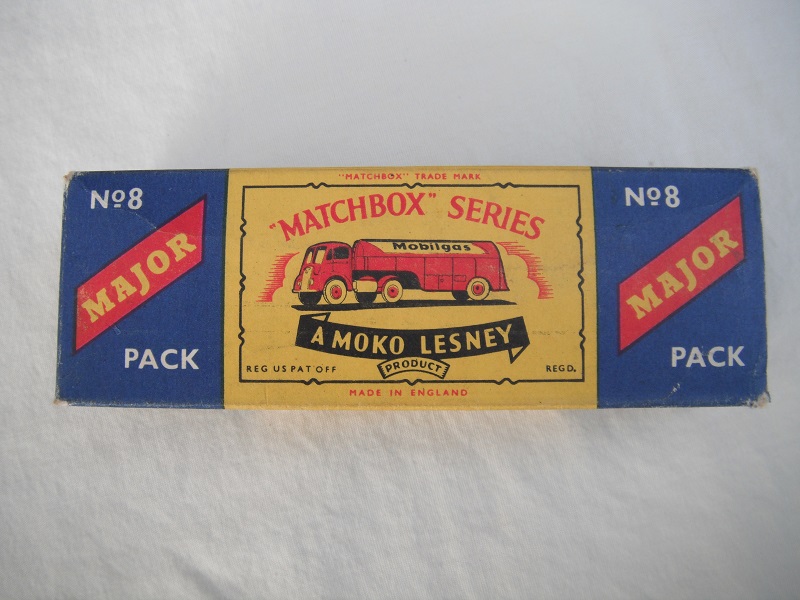 Nº8
MAJOR
PACK
"MATCHBOX" TRADE MARK
"MATCHBOX" SERIES
Mobilgas
A MOKO LESNEY
PRODUCT
REG US PAT OFF
REGD.
MADE IN ENGLAND
Nº8
MAJOR
PACK